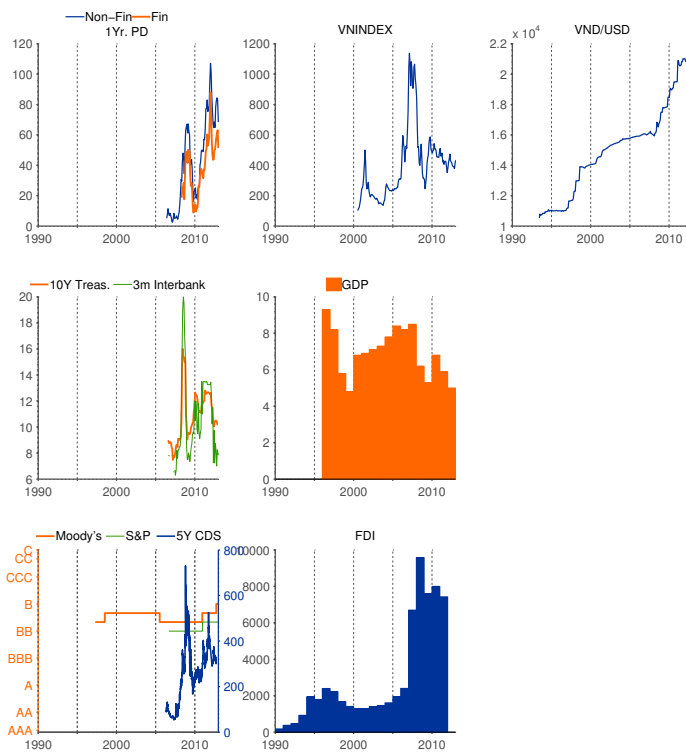 Non−Fin Fin
1Yr. PD
VNINDEX
VND/USD
2.2 x 10^4
120
100
80
60
40
20
0
1990 2000 2010
1200
1000
800
600
400
200
0
1990 2000 2010
2
1.8
1.6
1.4
1.2
1
1990 2000 2010
10Y Treas. 3m Interbank
GDP
20
18
16
14
12
10
8
6
1990 2000 2010
10
8
6
4
2
0
1990 2000 2010
Moody's S&P 5Y CDS
FDI
C
CC
CCC
B
BB
BBB
A
AA
AAA
800
600
400
200
0
1990 2000 2010
10000
8000
6000
4000
2000
0
1990 2000 2010